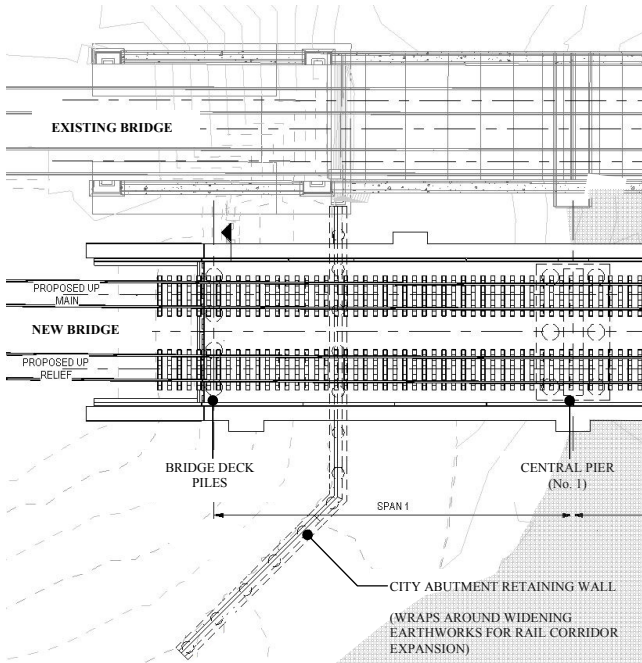 EXISTING BRIDGE
PROPOSED UP
MAIN
NEW BRIDGE
PROPOSED UP
RELIEF
BRIDGE DECK
PILES
CENTRAL PIER
(No. 1)
SPAN 1
CITY ABUTMENT RETAINING WALL
(WRAPS AROUND WIDENING
EARTHWORKS FOR RAIL CORRIDOR
EXPANSION)